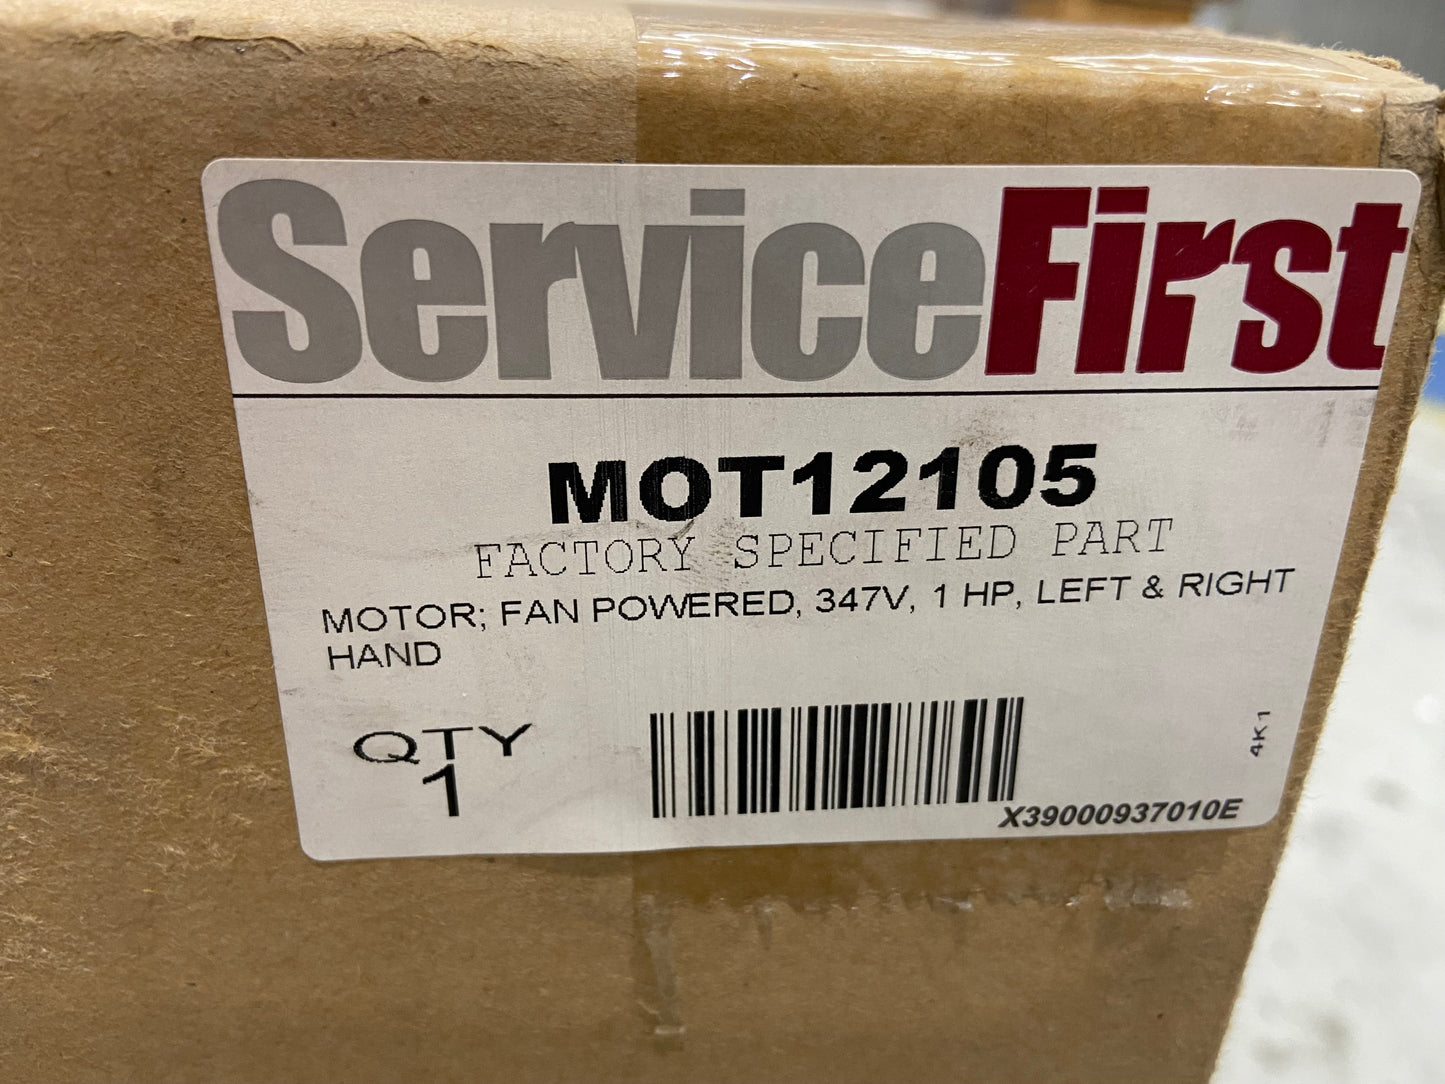 ServiceFirst
MOT12105
FACTORY SPECIFIED PART
MOTOR; FAN POWERED, 347V, 1 HP, LEFT & RIGHT
HAND
QTY
1
4K1
X39000937010E